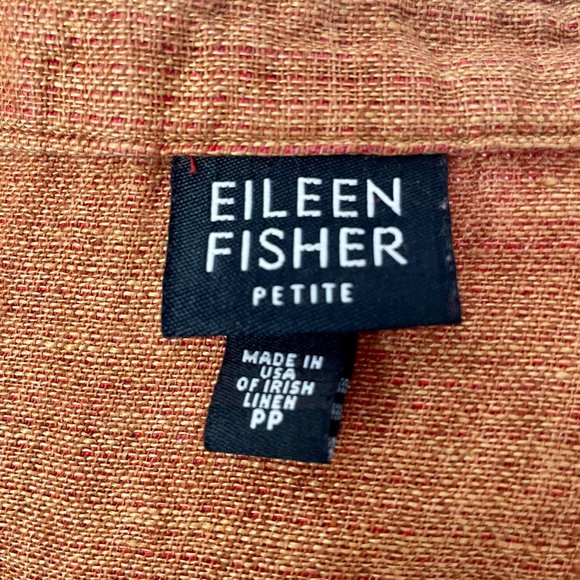 EILEEN
FISHER
PETITE
MADE IN
USA
OF IRISH
LINEN
PP